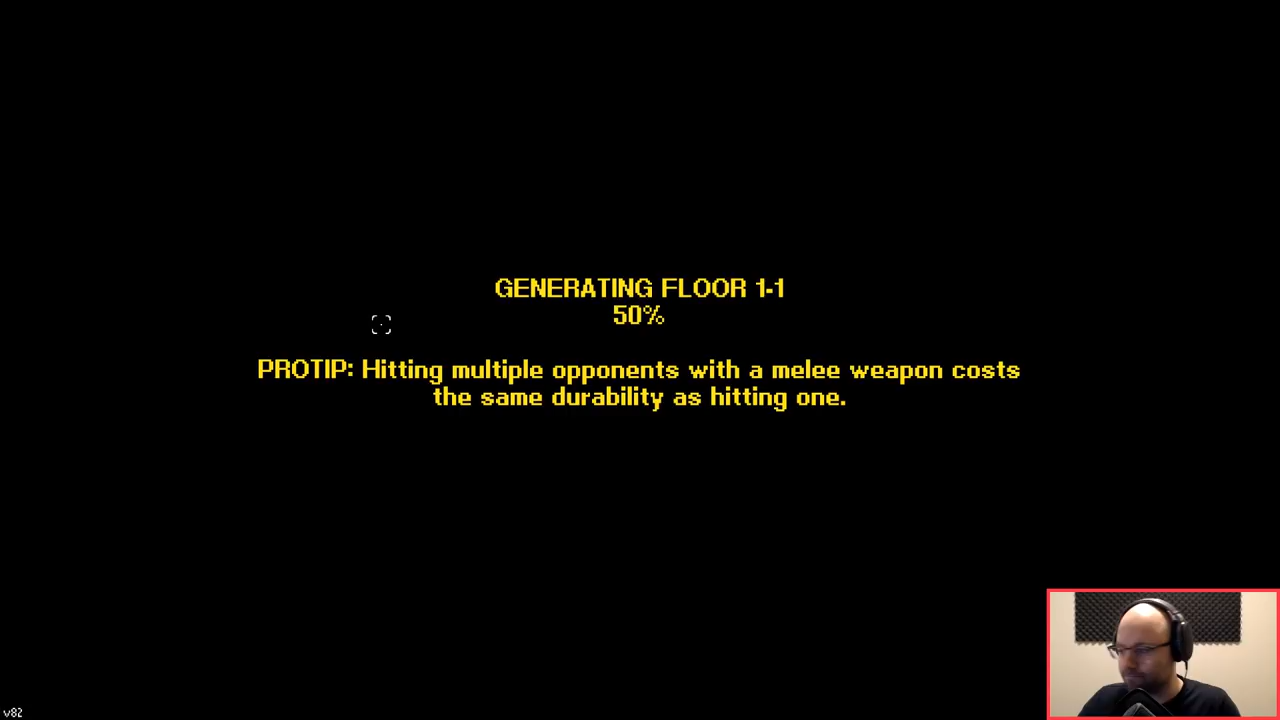 GENERATING FLOOR 1-1
50%
PROTIP: Hitting multiple opponents with a melee weapon costs
the same durability as hitting one.
v82